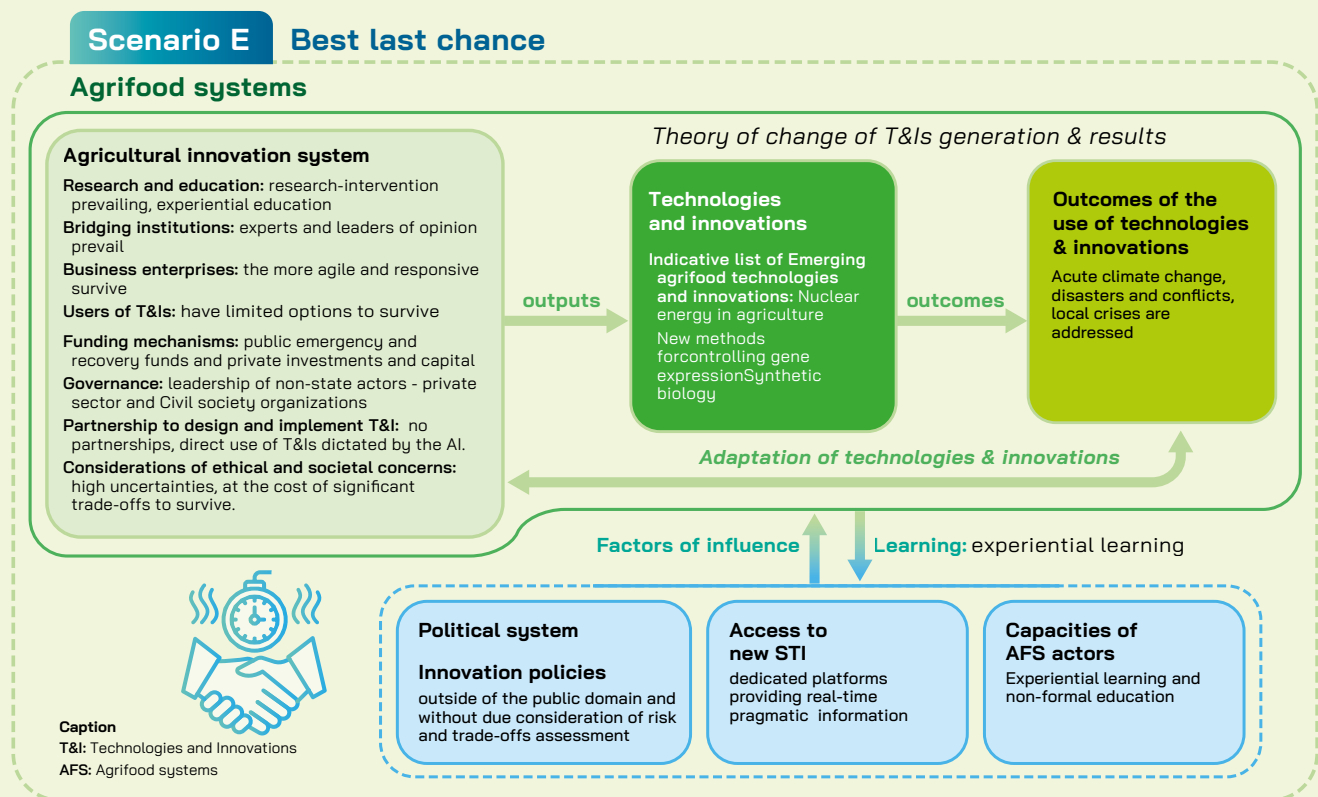 Scenario E
Best last chance
Agrifood systems
Agricultural innovation system
Research and education: research-intervention
prevailing, experiential education
Bridging institutions: experts and leaders of opinion
prevail
Business enterprises: the more agile and responsive
survive
Users of T&Is: have limited options to survive
Funding mechanisms: public emergency and
recovery funds and private investments and capital
Governance: leadership of non-state actors - private
sector and Civil society organizations
Partnership to design and implement T&I: no
partnerships, direct use of T&Is dictated by the AI.
Considerations of ethical and societal concerns:
high uncertainties, at the cost of significant
trade-offs to survive.
Theory of change of T&Is generation & results
outputs
Technologies
and innovations
Indicative list of Emerging
agrifood technologies
and innovations: Nuclear
energy in agriculture
New methods
forcontrolling gene
expressionSynthetic
biology
outcomes
Outcomes of the
use of technologies
& innovations
Acute climate change,
disasters and conflicts,
local crises are
addressed
Adaptation of technologies & innovations
Factors of influence
Learning: experiential learning
Political system
Innovation policies
outside of the public domain and
without due consideration of risk
and trade-offs assessment
Access to
new STI
dedicated platforms
providing real-time
pragmatic information
Capacities of
AFS actors
Experiential learning and
non-formal education
Caption
T&I: Technologies and Innovations
AFS: Agrifood systems